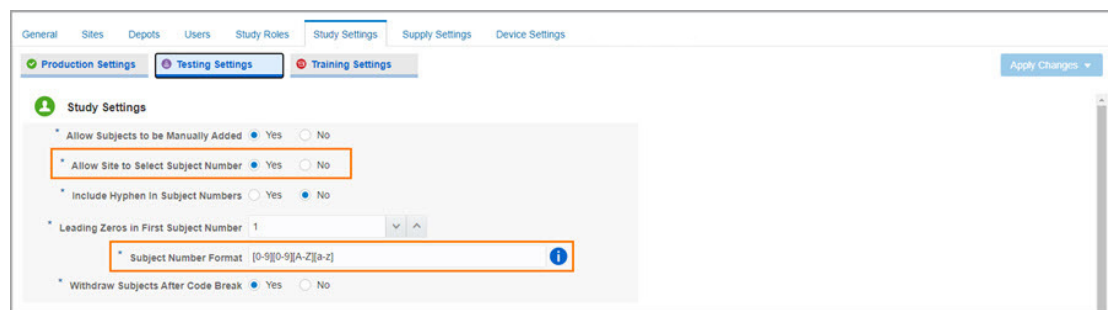 General Sites Depots Users Study Roles Study Settings Supply Settings Device Settings
Production Settings Testing Settings Training Settings Apply Changes
Study Settings
* Allow Subjects to be Manually Added Yes No
* Allow Site to Select Subject Number Yes No
* Include Hyphen in Subject Numbers Yes No
* Leading Zeros in First Subject Number 1
* Subject Number Format [0-9][0-9][A-Z][a-z]
* Withdraw Subjects After Code Break Yes No